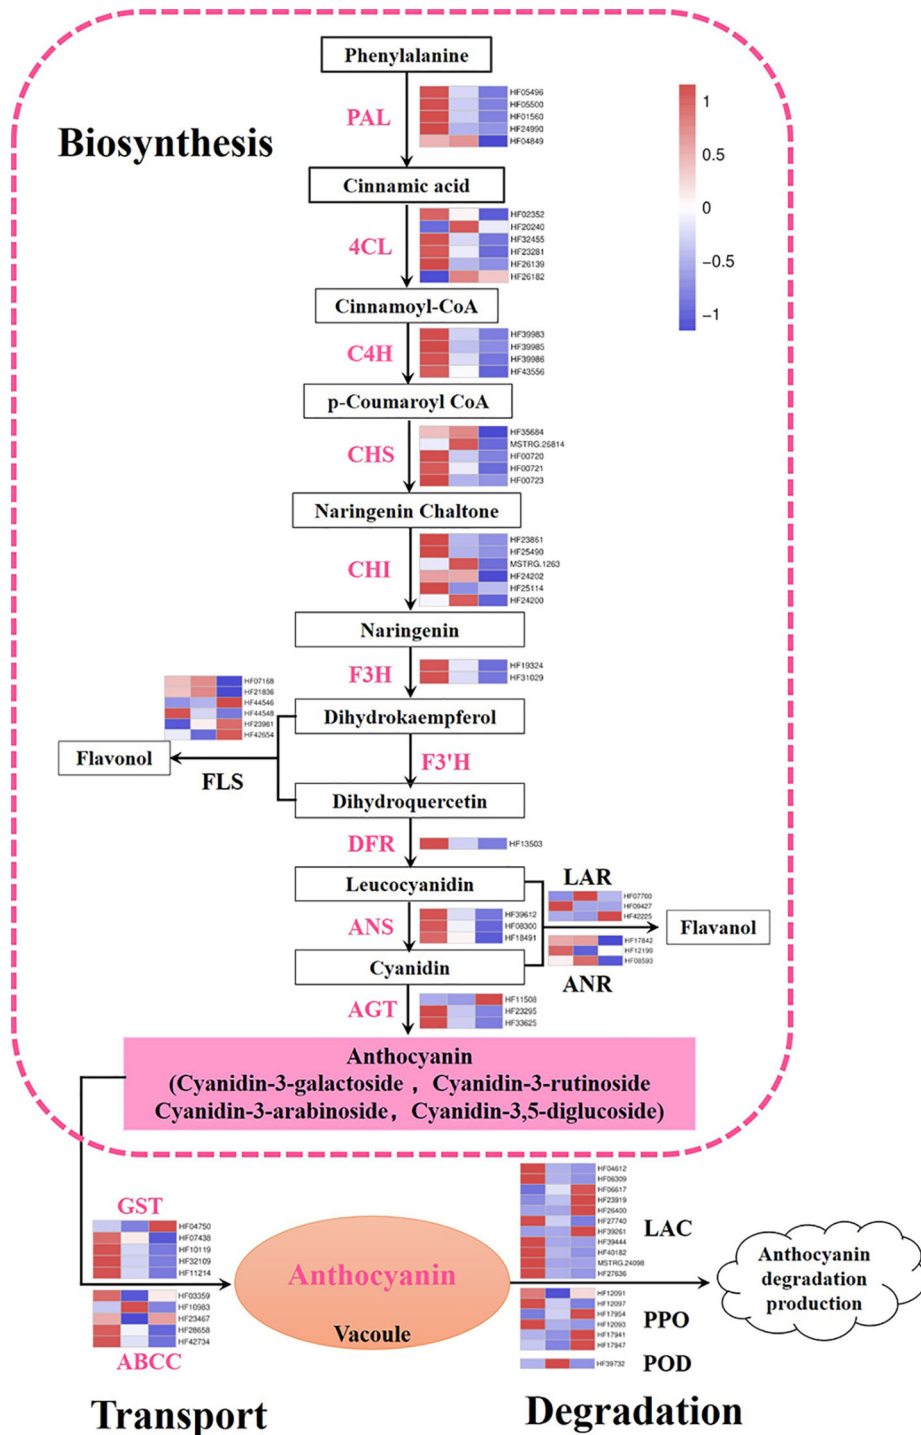 Phenylalanine
PAL
HF05496
HF05500
HF01560
HF24990
HF04849
1
0.5
0
−0.5
−1
Biosynthesis
Cinnamic acid
4CL
HF02352
HF20240
HF32455
HF23281
HF26139
HF26182
Cinnamoyl-CoA
C4H
HF39983
HF39985
HF39986
HF43556
p-Coumaroyl CoA
CHS
HF35684
MSTRG.26814
HF00720
HF00721
HF00723
Naringenin Chaltone
CHI
HF23861
HF25490
MSTRG.1263
HF24202
HF25114
HF24200
Naringenin
F3H
HF19324
HF31029
HF07168
HF21836
HF44546
HF44548
HF23961
HF42654
Dihydrokaempferol
Flavonol
FLS
F3'H
Dihydroquercetin
DFR
HF13503
Leucocyanidin
LAR
HF07700
HF09427
HF42225
ANS
HF39612
HF08300
HF18491
Flavanol
HF17842
HF12199
HF08593
ANR
Cyanidin
AGT
HF11508
HF23295
HF33625
Anthocyanin
(Cyanidin-3-galactoside , Cyanidin-3-rutinoside
Cyanidin-3-arabinoside, Cyanidin-3,5-diglucoside)
GST
HF04750
HF07438
HF10119
HF32109
HF11214
HF03359
HF10983
HF23467
HF28658
HF42734
ABCC
Transport
Anthocyanin
Vacoule
HF04612
HF06309
HF06617
HF23919
HF26400
HF27740
HF39261
HF39444
HF40182
MSTRG.24098
HF27636
LAC
HF12091
HF12097
HF17954
HF12093
HF17941
HF17947
PPO
HF39732
POD
Degradation
Anthocyanin
degradation
production